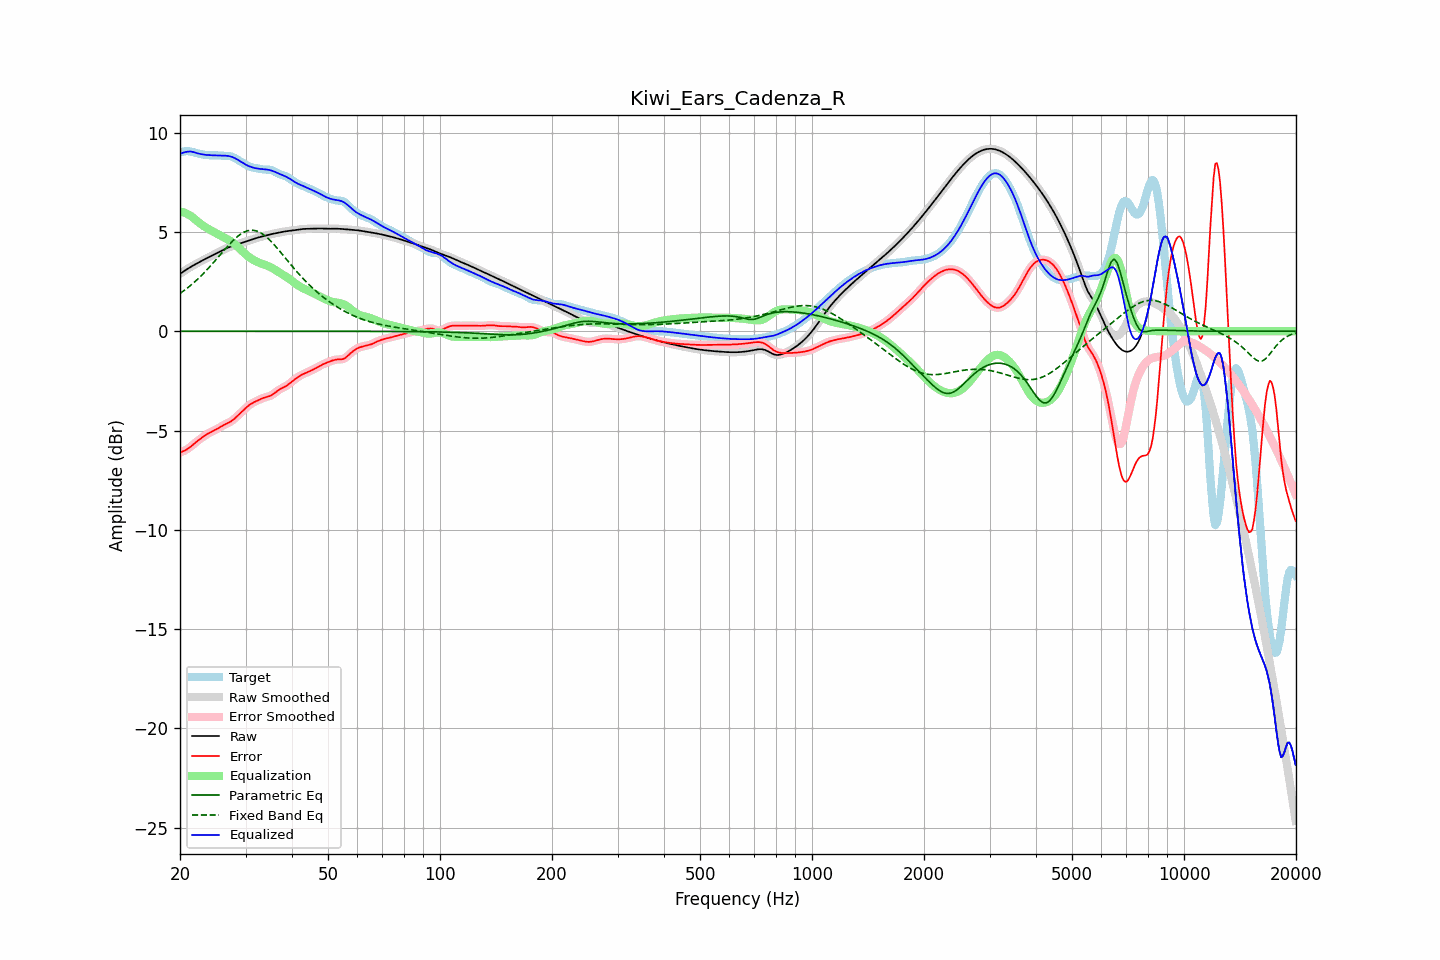 Kiwi_Ears_Cadenza_R
10
5
0
−5
−10
−15
−20
−25
Amplitude (dBr)
Target
Raw Smoothed
Error Smoothed
Raw
Error
Equalization
Parametric Eq
Fixed Band Eq
Equalized
20 50 100 200 500 1000 2000 5000 10000 20000
Frequency (Hz)